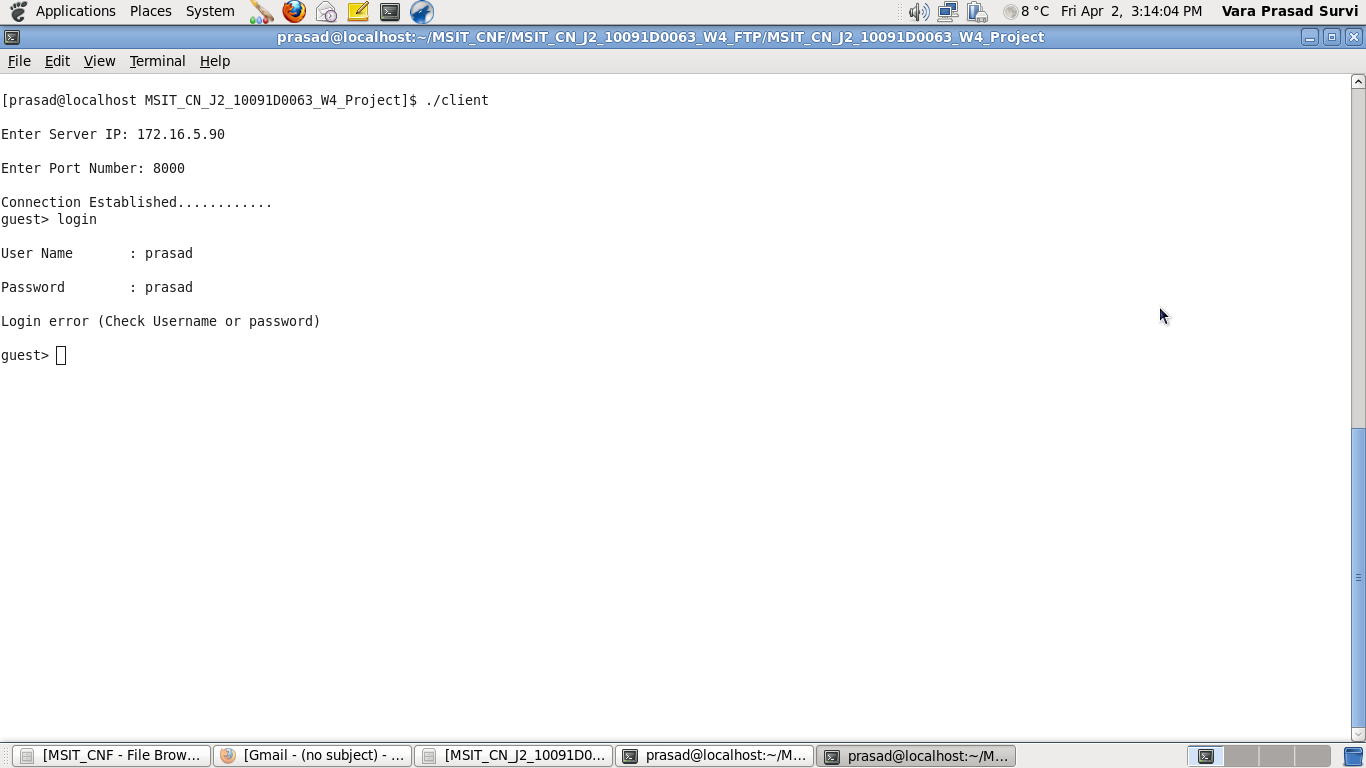 Applications Places System 8 °C Fri Apr 2, 3:14:04 PM Vara Prasad Survi
prasad@localhost:~/MSIT_CNF/MSIT_CN_J2_10091D0063_W4_FTP/MSIT_CN_J2_10091D0063_W4_Project
File Edit View Terminal Help
[prasad@localhost MSIT_CN_J2_10091D0063_W4_Project]$ ./client
Enter Server IP: 172.16.5.90
Enter Port Number: 8000
Connection Established............
guest> login
User Name : prasad
Password : prasad
Login error (Check Username or password)
guest>
[MSIT_CNF - File Brow... [Gmail - (no subject) - ... [MSIT_CN_J2_10091D0... prasad@localhost:~/M... prasad@localhost:~/M...